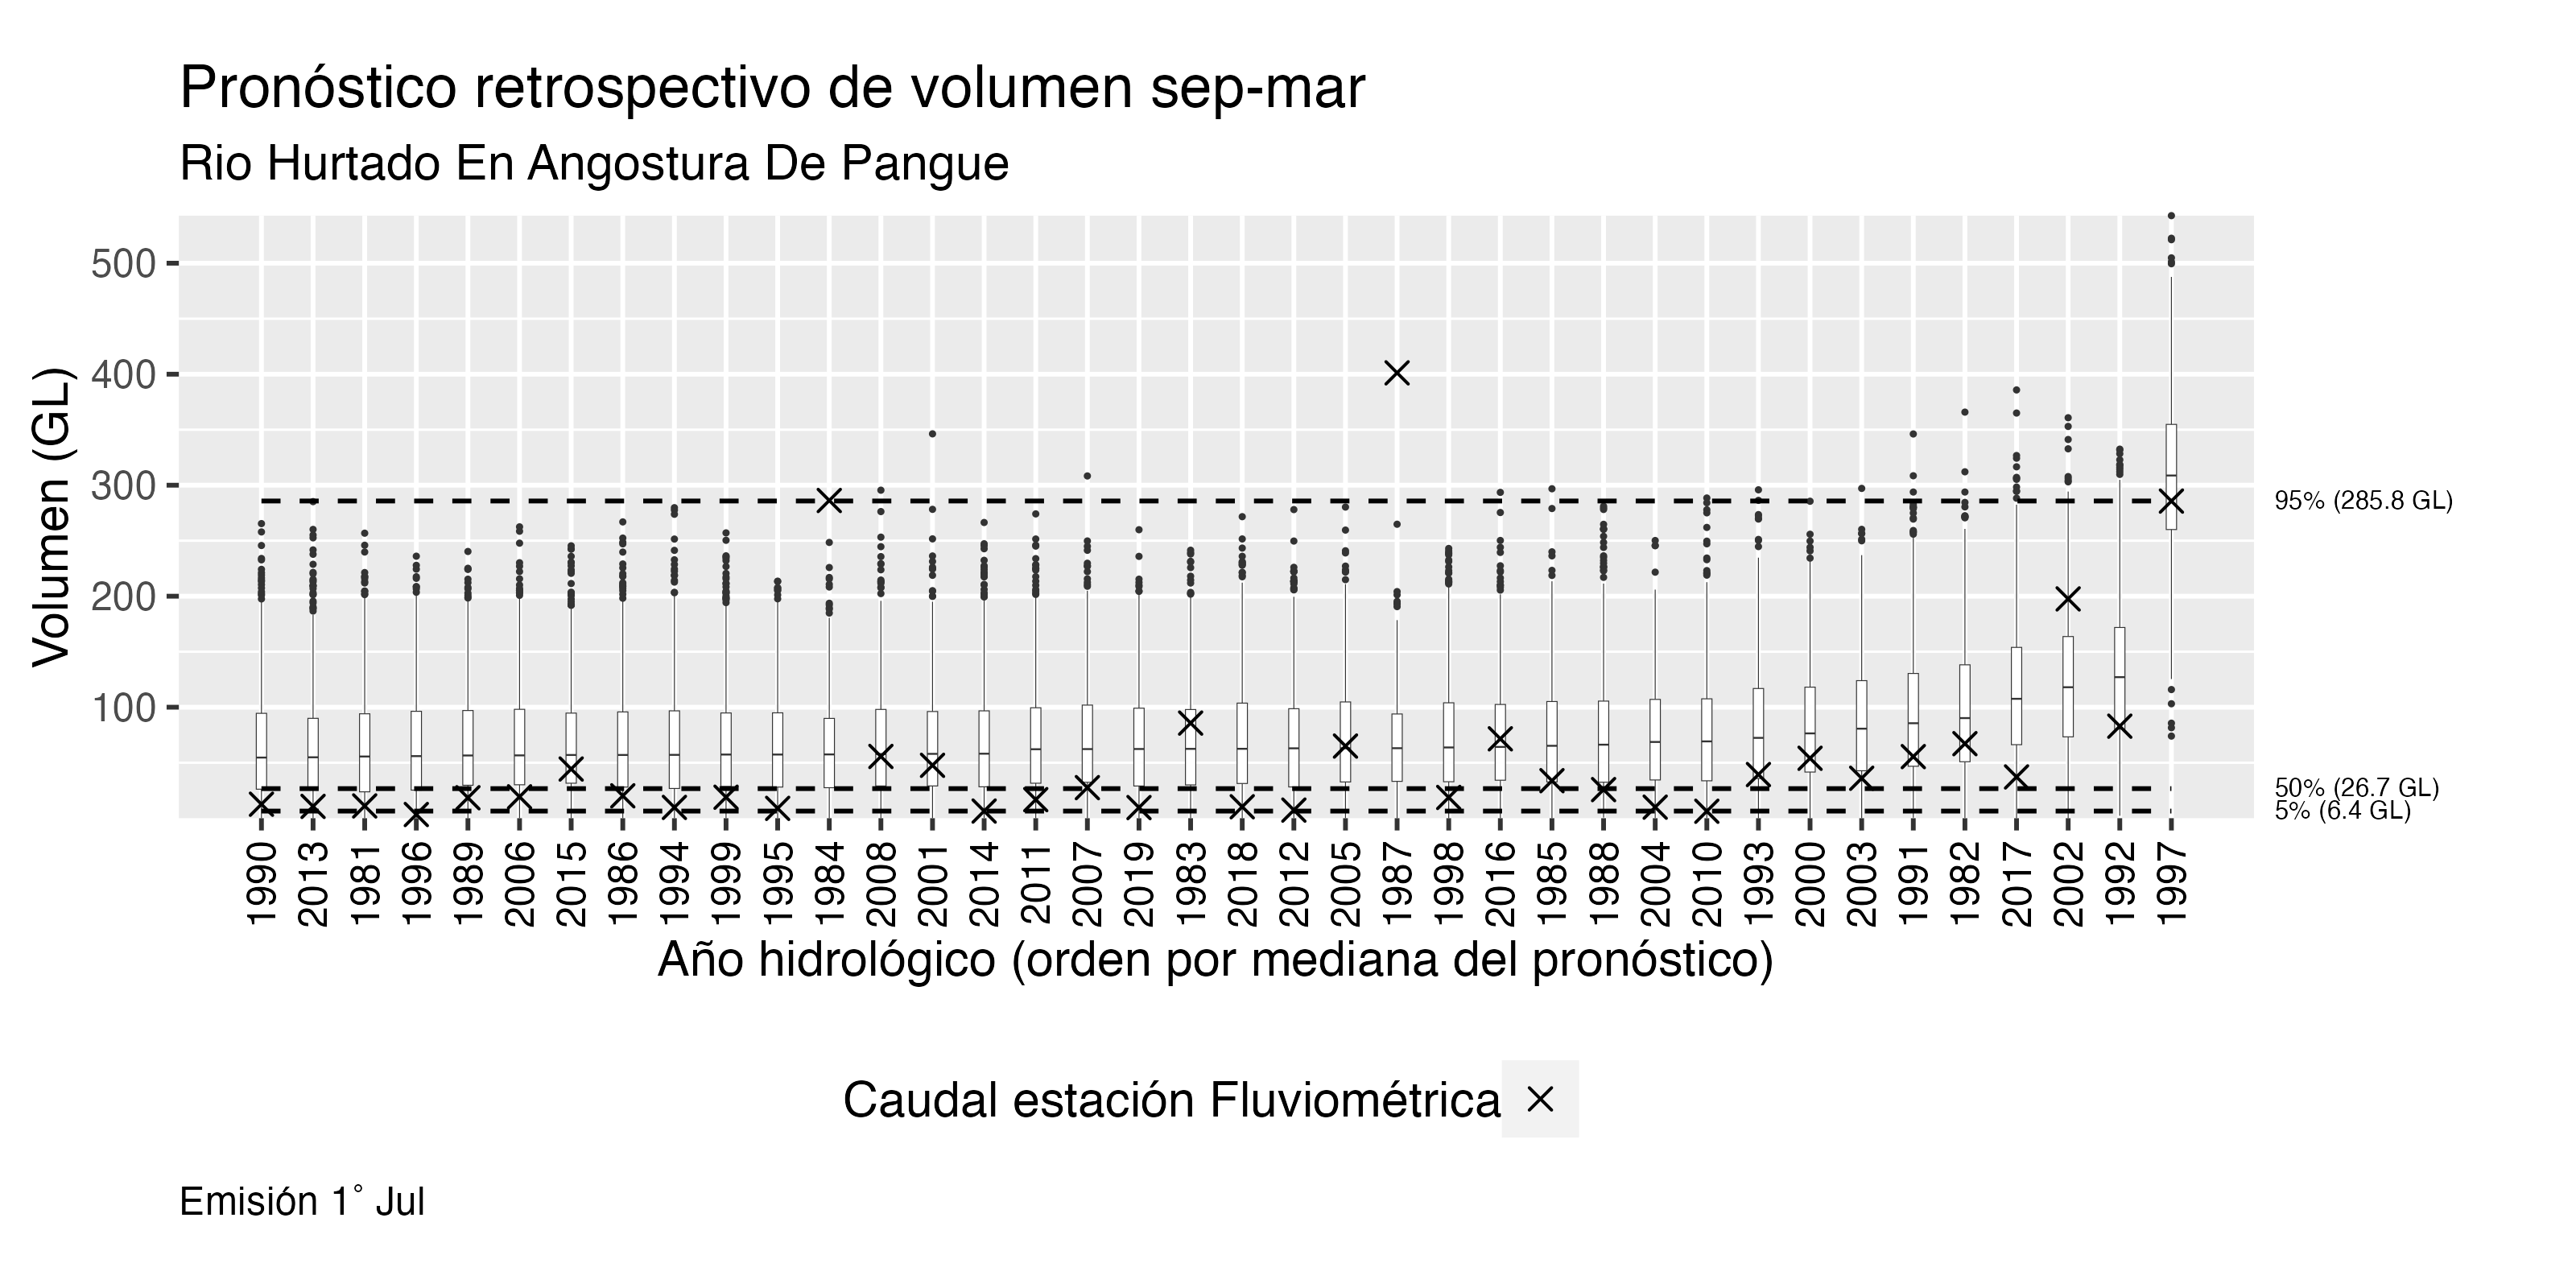 Pronóstico retrospectivo de volumen sep-mar
Rio Hurtado En Angostura De Pangue
Volumen (GL)
500
400
300
200
100
95% (285.8 GL)
50% (26.7 GL)
5% (6.4 GL)
1990 2013 1981 1996 1989 2006 2015 1986 1994 1999 1995 1984 2008 2001 2014 2011 2007 2019 1983 2018 2012 2005 1987 1998 2016 1985 1988 2004 2010 1993 2000 2003 1991 1982 2017 2002 1992 1997
Año hidrológico (orden por mediana del pronóstico)
Caudal estación Fluviométrica
Emisión 1° Jul